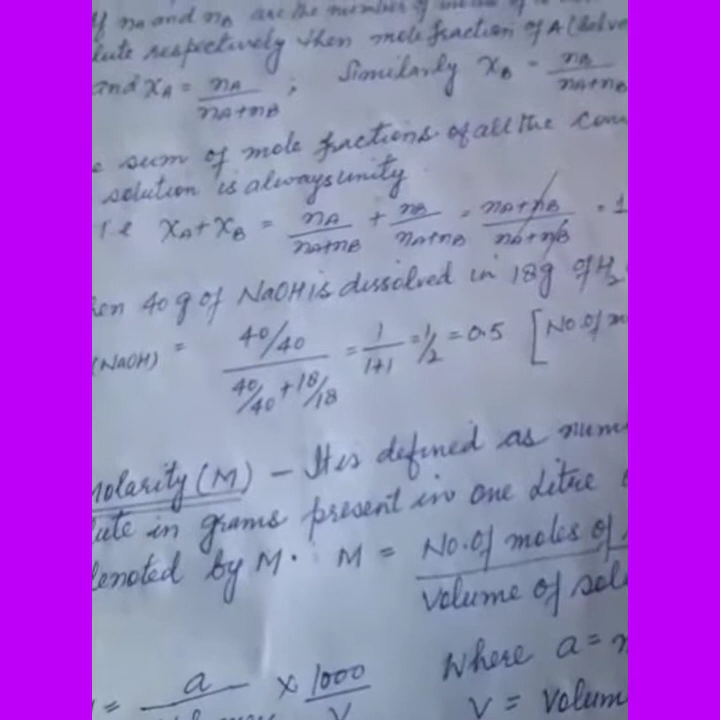 If nA and nB are the number of moles of
lute respectively then mole fraction of A (Solve
and xA = nA/nA+nB ; Similarly xB = nB/nA+nB
e sum of mole fractions of all the com
solution is always unity
i.e xA + xB = nA/nA+nB + nB/nA+nB = nA+nB/nA+nB = 1
hen 40 g of NaOH is dissolved in 18g of H2
(NaOH) = 40/40 / 40/40 + 18/18 = 1/1+1 = 1/2 = 0.5 [No. of m
Molarity (M) – It is defined as num
lute in grams present in one litre
denoted by M. M = No. of moles of / Volume of sol
= a / × 1000/V Where a =
V = Volum